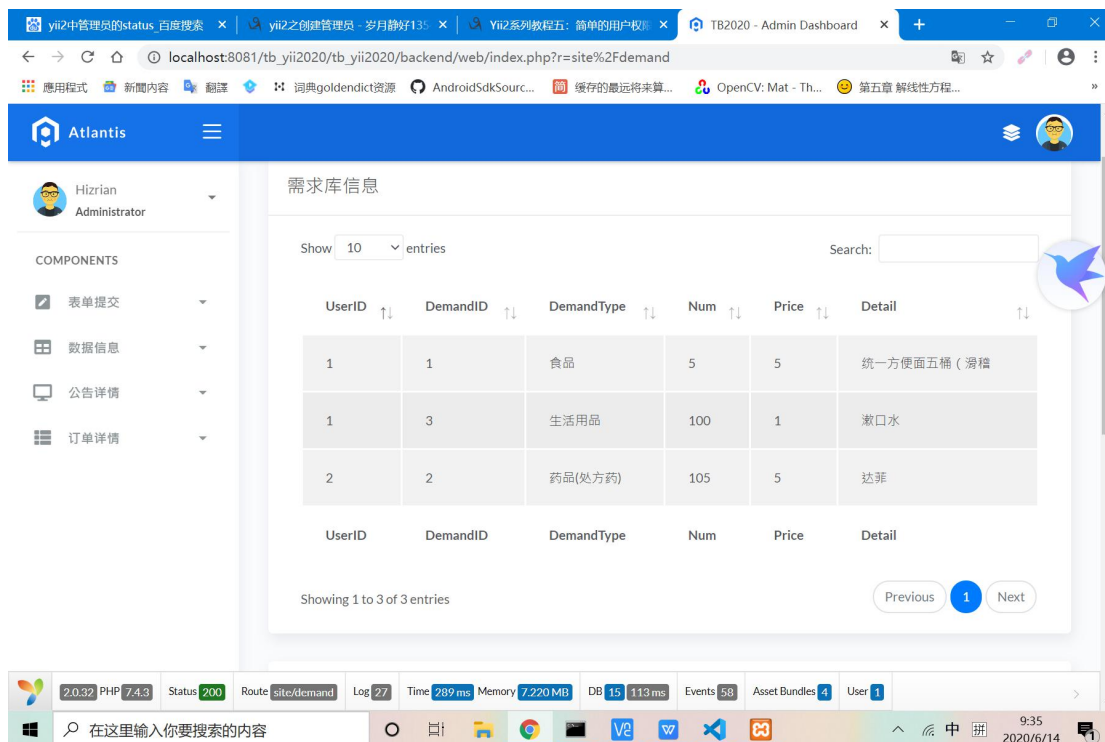 yii2中管理员的status_百度搜索
yii2之创建管理员 - 岁月静好135
Yii2系列教程五：简单的用户权限
TB2020 - Admin Dashboard
localhost:8081/tb_yii2020/tb_yii2020/backend/web/index.php?r=site%2Fdemand
應用程式 新聞內容 翻譯 词典goldendict资源 AndroidSdkSourc... 缓存的最远将来算... OpenCV: Mat - Th... 第五章 解线性方程...
Atlantis
Hizrian
Administrator
COMPONENTS
表单提交
数据信息
公告详情
订单详情
需求库信息
Show 10 entries Search:
UserID DemandID DemandType Num Price Detail
1 1 食品 5 5 统一方便面五桶（滑稽
1 3 生活用品 100 1 漱口水
2 2 药品(处方药) 105 5 达菲
UserID DemandID DemandType Num Price Detail
Showing 1 to 3 of 3 entries Previous 1 Next
2.0.32 PHP 7.4.3 Status 200 Route site/demand Log 27 Time 289 ms Memory 7.220 MB DB 15 113 ms Events 58 Asset Bundles 4 User 1
在这里输入你要搜索的内容
中 拼 9:35
2020/6/14